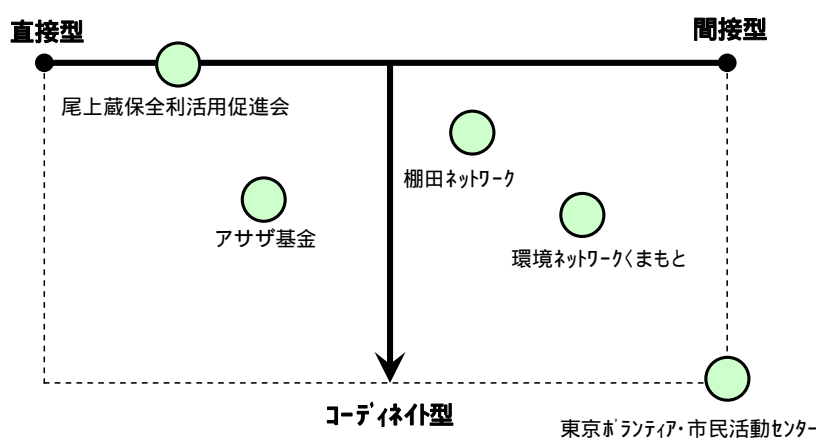 直接型
間接型
尾上蔵保全利活用促進会
棚田ﾈｯﾄﾜｰｸ
アサザ基金
環境ﾈｯﾄﾜｰｸくまもと
ｺｰﾃﾞｨﾈｲﾄ型
東京ﾎﾞﾗﾝﾃｨｱ･市民活動ｾﾝﾀｰ